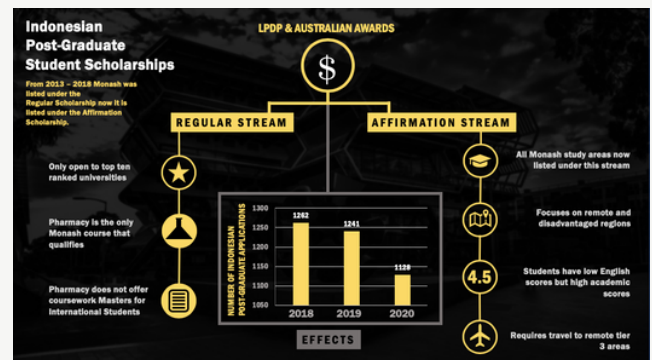 Indonesian
Post-Graduate
Student Scholarships
From 2013 – 2018 Monash was
listed under the
Regular Scholarship now it is
listed under the Affirmation
Scholarship.
LPDP & AUSTRALIAN AWARDS
$
REGULAR STREAM
AFFIRMATION STREAM
Only open to top ten
ranked universities
Pharmacy is the only
Monash course that
qualifies
Pharmacy does not offer
coursework Masters for
International Students
NUMBER OF INDONESIAN
POST-GRADUATE APPLICATIONS
1300
1250
1200
1150
1100
1050
1262
1241
1129
2018
2019
2020
EFFECTS
All Monash study areas now
listed under this stream
Focuses on remote and
disadvantaged regions
4.5
Students have low English
scores but high academic
scores
Requires travel to remote tier
3 areas